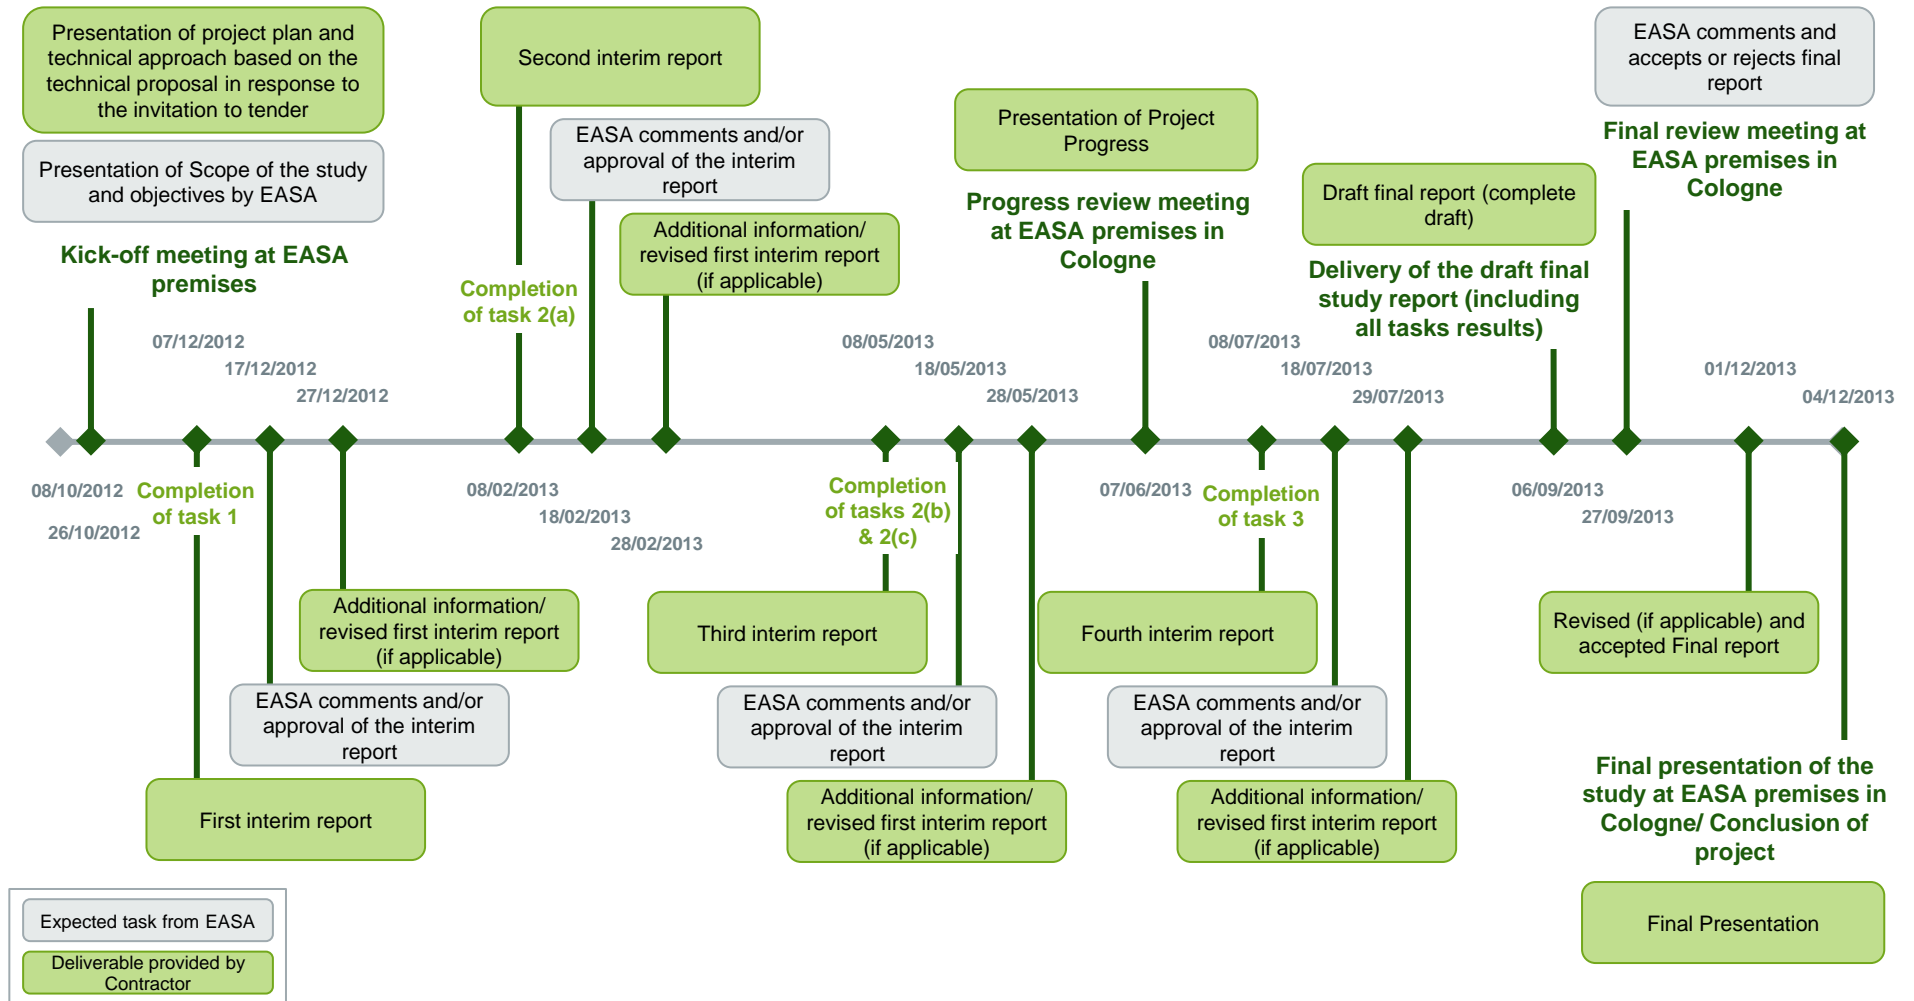 Presentation of project plan and
technical approach based on the
technical proposal in response to
the invitation to tender
Presentation of Scope of the study
and objectives by EASA
Kick-off meeting at EASA
premises
Second interim report
EASA comments and/or
approval of the interim
report
Additional information/
revised first interim report
(if applicable)
Completion
of task 2(a)
Presentation of Project
Progress
Progress review meeting
at EASA premises in
Cologne
Draft final report (complete
draft)
Delivery of the draft final
study report (including
all tasks results)
EASA comments and
accepts or rejects final
report
Final review meeting at
EASA premises in
Cologne
07/12/2012
17/12/2012
27/12/2012
08/05/2013
18/05/2013
28/05/2013
08/07/2013
18/07/2013
29/07/2013
01/12/2013
04/12/2013
08/10/2012
26/10/2012
Completion
of task 1
08/02/2013
18/02/2013
28/02/2013
Completion
of tasks 2(b)
& 2(c)
07/06/2013
Completion
of task 3
06/09/2013
27/09/2013
Additional information/
revised first interim report
(if applicable)
EASA comments and/or
approval of the interim
report
First interim report
Third interim report
EASA comments and/or
approval of the interim
report
Additional information/
revised first interim report
(if applicable)
Fourth interim report
EASA comments and/or
approval of the interim
report
Additional information/
revised first interim report
(if applicable)
Revised (if applicable) and
accepted Final report
Final presentation of the
study at EASA premises in
Cologne/ Conclusion of
project
Final Presentation
Expected task from EASA
Deliverable provided by
Contractor